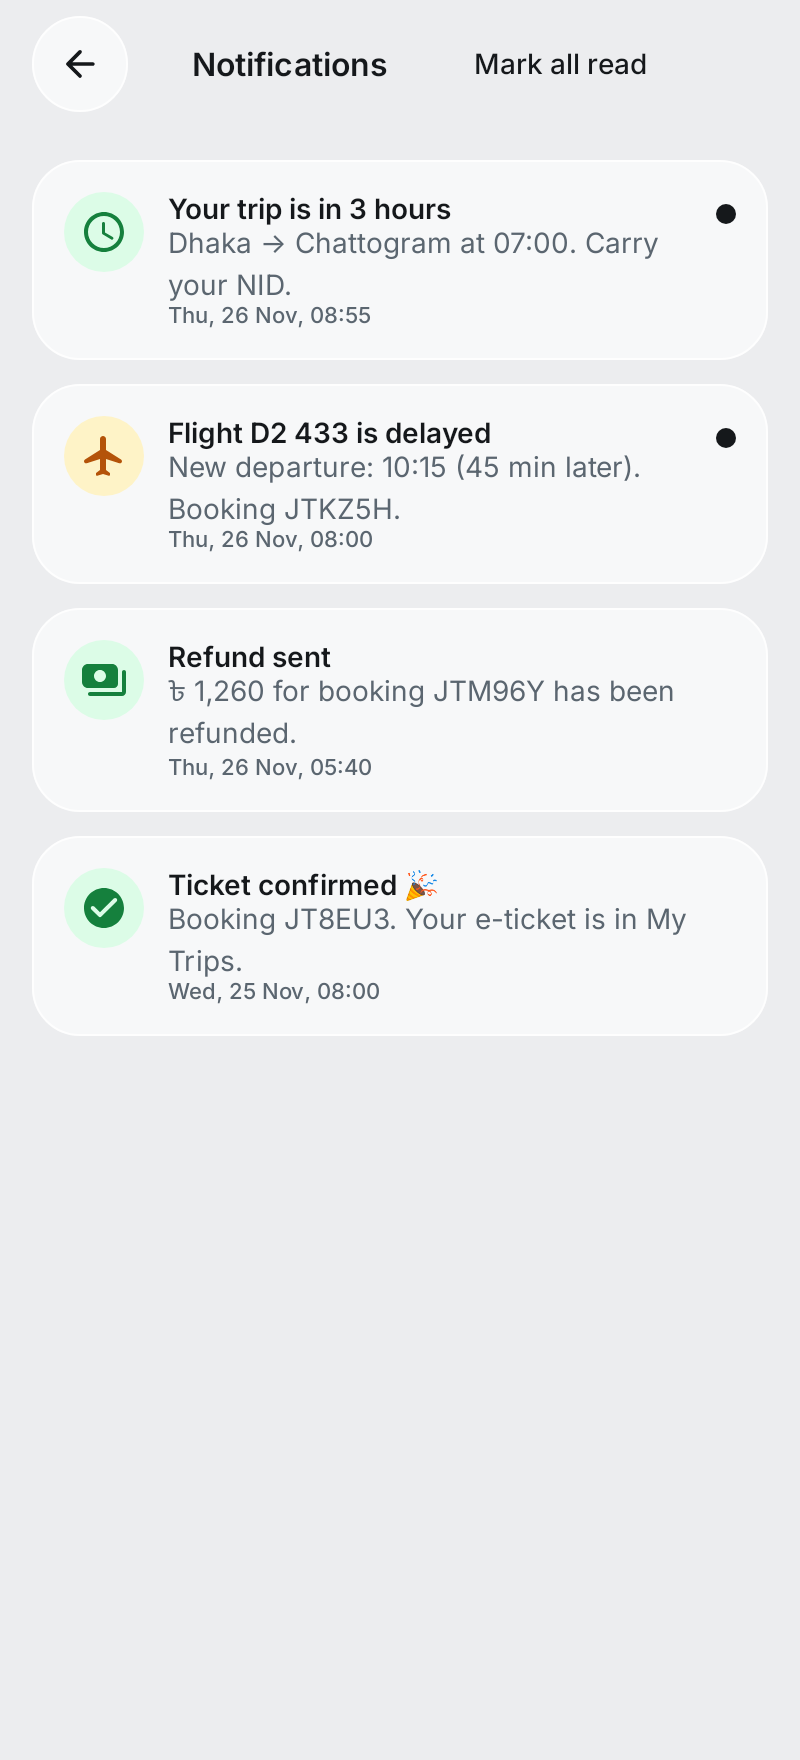 Notifications
Mark all read
Your trip is in 3 hours
Dhaka → Chattogram at 07:00. Carry
your NID.
Thu, 26 Nov, 08:55
Flight D2 433 is delayed
New departure: 10:15 (45 min later).
Booking JTKZ5H.
Thu, 26 Nov, 08:00
Refund sent
৳ 1,260 for booking JTM96Y has been
refunded.
Thu, 26 Nov, 05:40
Ticket confirmed 🎉
Booking JT8EU3. Your e-ticket is in My
Trips.
Wed, 25 Nov, 08:00